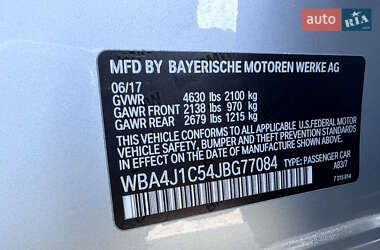 auto RIA
MFD BY BAYERISCHE MOTOREN WERKE AG
06/17
GVWR 4630 lbs 2100 kg
GAWR FRONT 2138 lbs 970 kg
GAWR REAR 2679 lbs 1215 kg
THIS VEHICLE CONFORMS TO ALL APPLICABLE U.S. FEDERAL MOTOR
VEHICLE SAFETY, BUMPER, AND THEFT PREVENTION STANDARDS IN
EFFECT ON THE DATE OF MANUFACTURE SHOWN ABOVE.
WBA4J1C54JBG77084 TYPE: PASSENGER CAR
A83/7